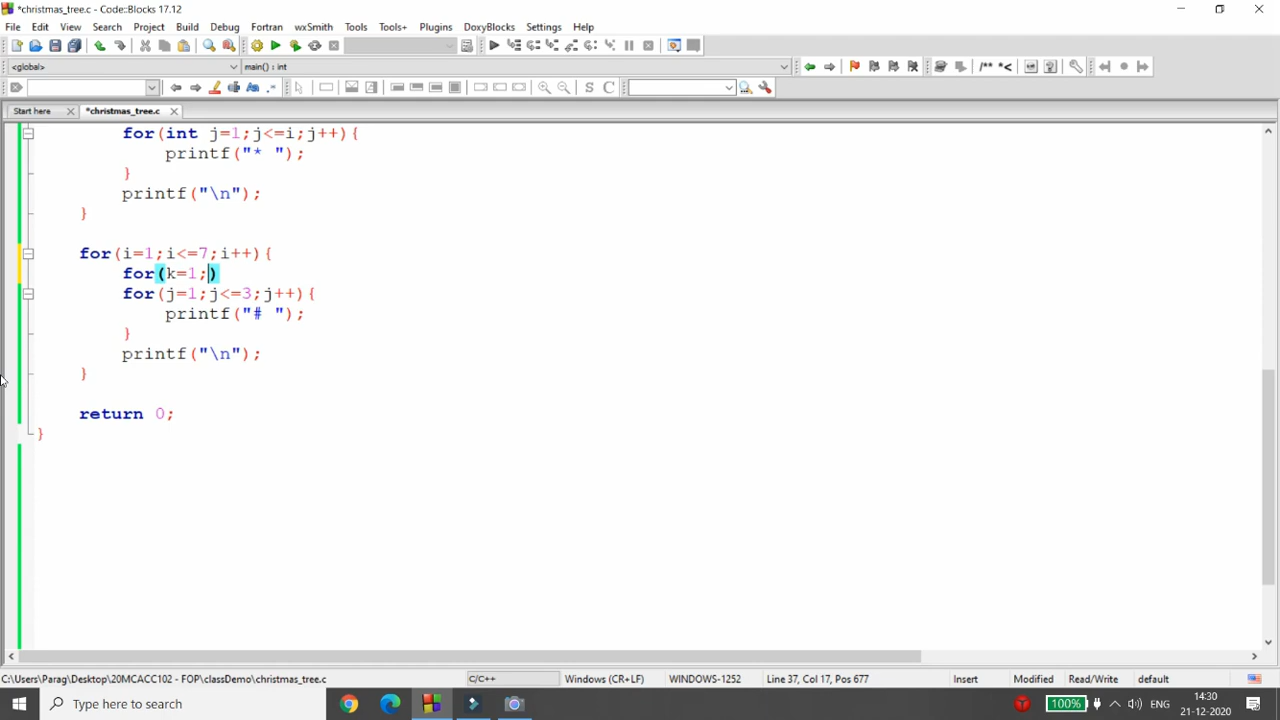 *christmas_tree.c - Code::Blocks 17.12
File Edit View Search Project Build Debug Fortran wxSmith Tools Tools+ Plugins DoxyBlocks Settings Help
<global> main() : int
/** *<
S C
Start here *christmas_tree.c
for(int j=1;j<=i;j++){
printf("* ");
}
printf("\n");
}
for(i=1;i<=7;i++){
for(k=1;)
for(j=1;j<=3;j++){
printf("# ");
}
printf("\n");
}
return 0;
}
C:\Users\Parag\Desktop\20MCACC102 - FOP\classDemo\christmas_tree.c C/C++ Windows (CR+LF) WINDOWS-1252 Line 37, Col 17, Pos 677 Insert Modified Read/Write default
Type here to search 100% ENG 14:30
21-12-2020